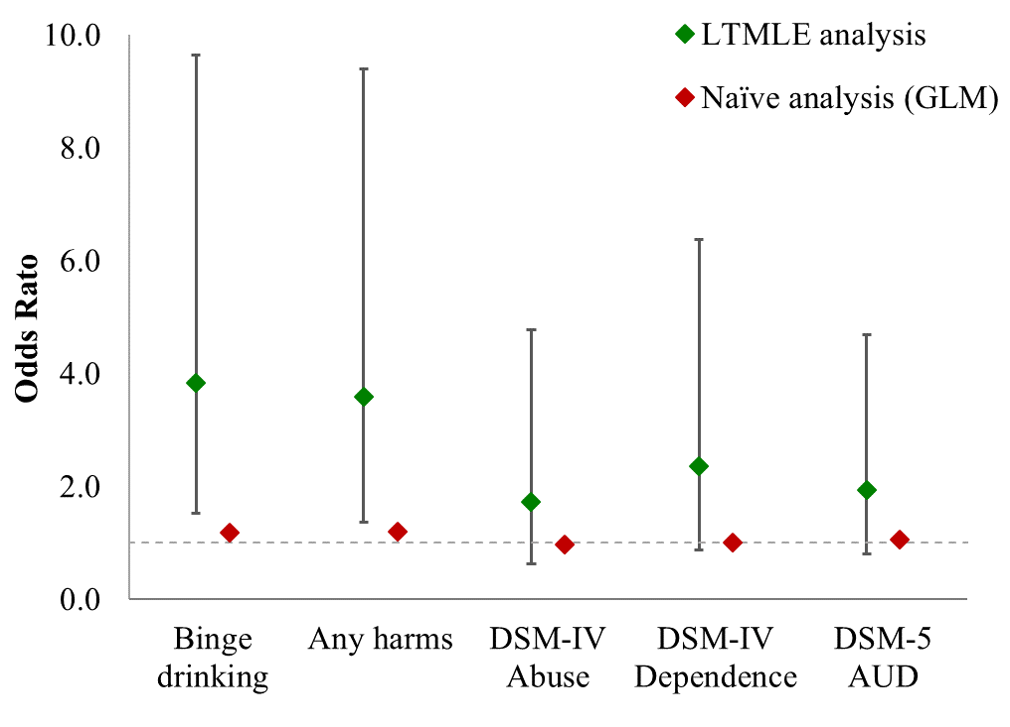 10.0
8.0
6.0
4.0
2.0
0.0
Odds Rato
LTMLE analysis
Naïve analysis (GLM)
Binge
drinking
Any harms
DSM-IV
Abuse
DSM-IV
Dependence
DSM-5
AUD